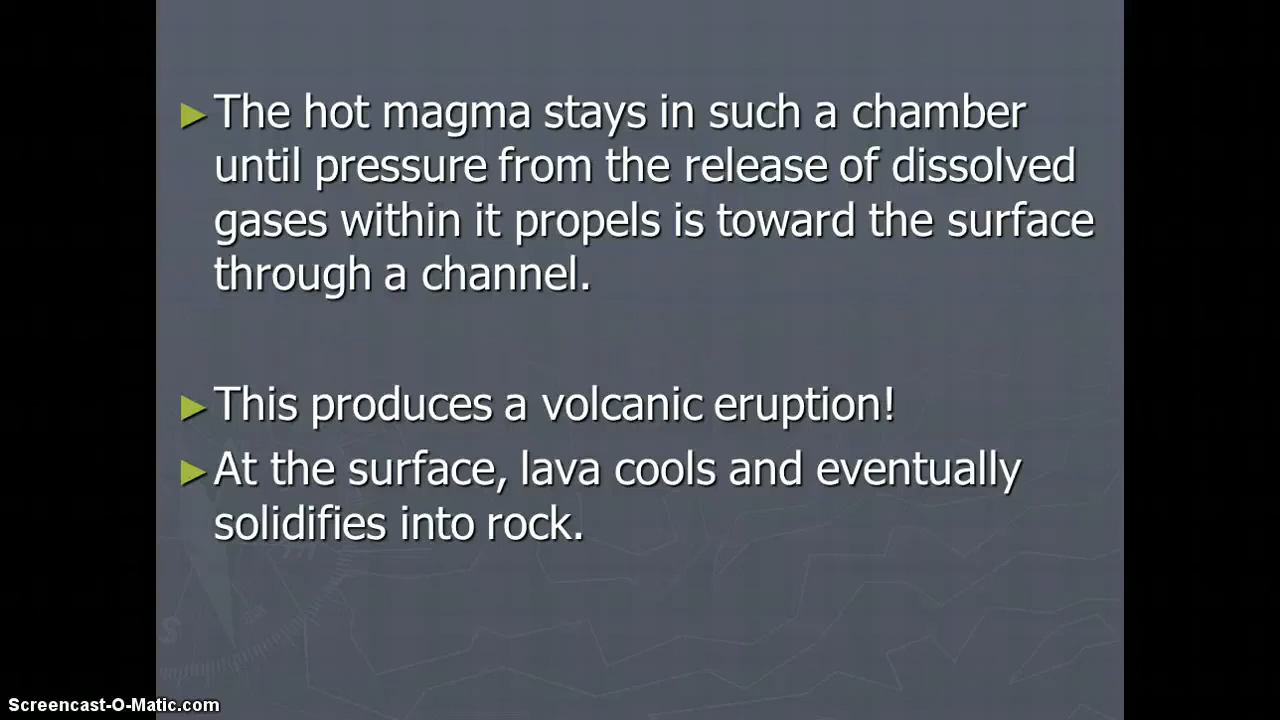 The hot magma stays in such a chamber
until pressure from the release of dissolved
gases within it propels is toward the surface
through a channel.
This produces a volcanic eruption!
At the surface, lava cools and eventually
solidifies into rock.
Screencast-O-Matic.com